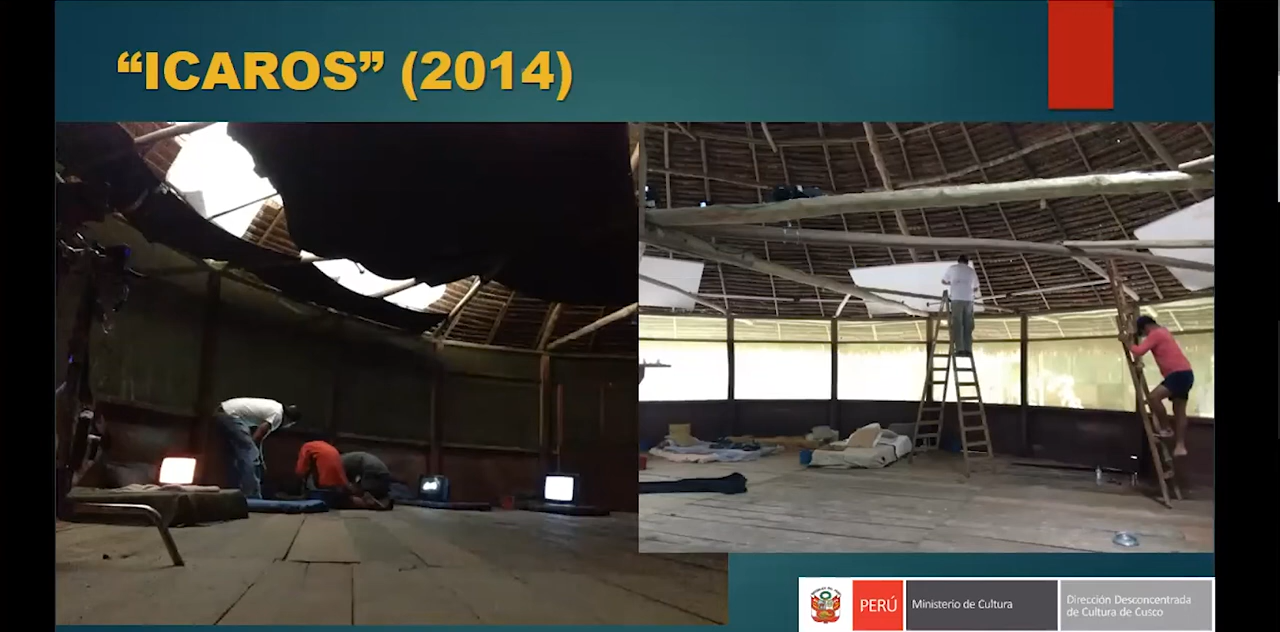 “ICAROS” (2014)
PERÚ
Ministerio de Cultura
Dirección Desconcentrada
de Cultura de Cusco